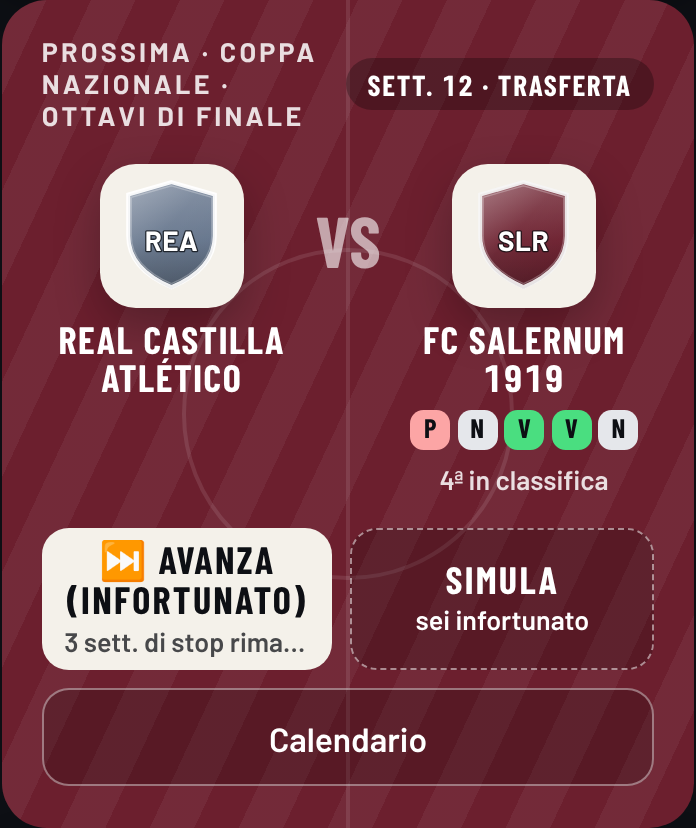 PROSSIMA · COPPA
NAZIONALE ·
OTTAVI DI FINALE
SETT. 12 · TRASFERTA
REA
VS
SLR
REAL CASTILLA
ATLÉTICO
FC SALERNUM
1919
P N V V N
4ª in classifica
⏭️ AVANZA
(INFORTUNATO)
3 sett. di stop rima...
SIMULA
sei infortunato
Calendario